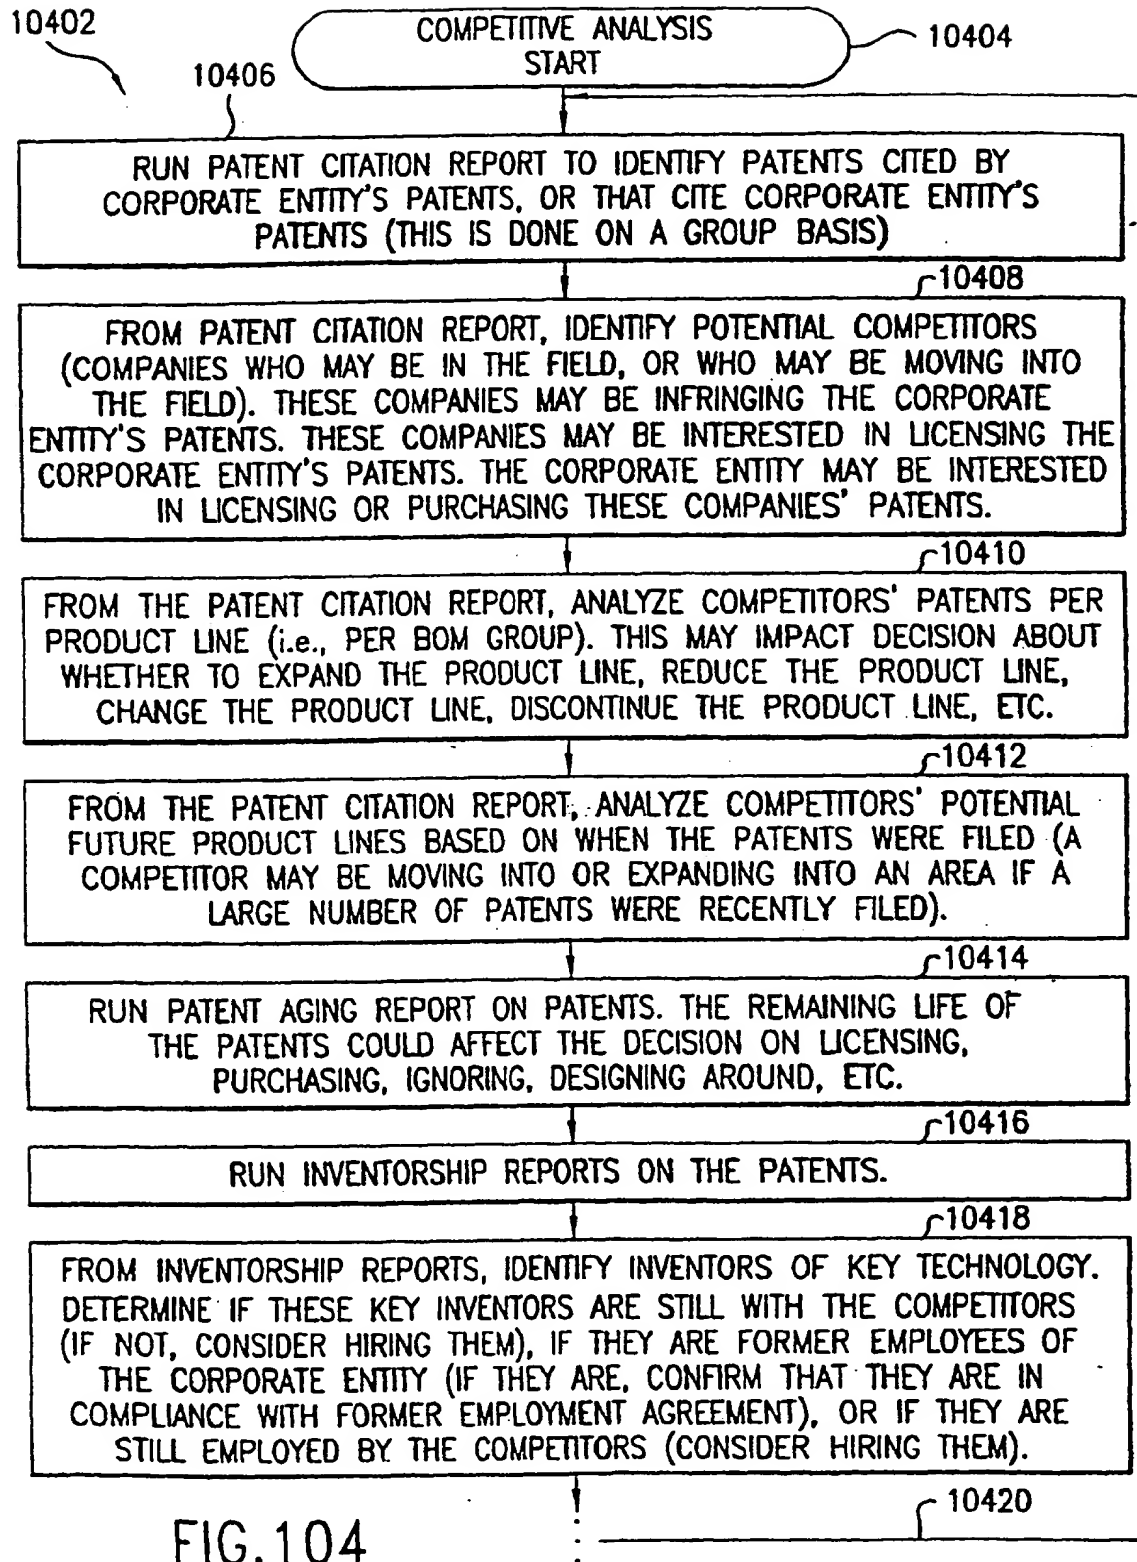 10402
COMPETITIVE ANALYSIS
START
10404
10406
RUN PATENT CITATION REPORT TO IDENTIFY PATENTS CITED BY
CORPORATE ENTITY'S PATENTS, OR THAT CITE CORPORATE ENTITY'S
PATENTS (THIS IS DONE ON A GROUP BASIS)
10408
FROM PATENT CITATION REPORT, IDENTIFY POTENTIAL COMPETITORS
(COMPANIES WHO MAY BE IN THE FIELD, OR WHO MAY BE MOVING INTO
THE FIELD). THESE COMPANIES MAY BE INFRINGING THE CORPORATE
ENTITY'S PATENTS. THESE COMPANIES MAY BE INTERESTED IN LICENSING THE
CORPORATE ENTITY'S PATENTS. THE CORPORATE ENTITY MAY BE INTERESTED
IN LICENSING OR PURCHASING THESE COMPANIES' PATENTS.
10410
FROM THE PATENT CITATION REPORT, ANALYZE COMPETITORS' PATENTS PER
PRODUCT LINE (i.e., PER BOM GROUP). THIS MAY IMPACT DECISION ABOUT
WHETHER TO EXPAND THE PRODUCT LINE, REDUCE THE PRODUCT LINE,
CHANGE THE PRODUCT LINE, DISCONTINUE THE PRODUCT LINE, ETC.
10412
FROM THE PATENT CITATION REPORT, ANALYZE COMPETITORS' POTENTIAL
FUTURE PRODUCT LINES BASED ON WHEN THE PATENTS WERE FILED (A
COMPETITOR MAY BE MOVING INTO OR EXPANDING INTO AN AREA IF A
LARGE NUMBER OF PATENTS WERE RECENTLY FILED).
10414
RUN PATENT AGING REPORT ON PATENTS. THE REMAINING LIFE OF
THE PATENTS COULD AFFECT THE DECISION ON LICENSING,
PURCHASING, IGNORING, DESIGNING AROUND, ETC.
10416
RUN INVENTORSHIP REPORTS ON THE PATENTS.
10418
FROM INVENTORSHIP REPORTS, IDENTIFY INVENTORS OF KEY TECHNOLOGY.
DETERMINE IF THESE KEY INVENTORS ARE STILL WITH THE COMPETITORS
(IF NOT, CONSIDER HIRING THEM), IF THEY ARE FORMER EMPLOYEES OF
THE CORPORATE ENTITY (IF THEY ARE, CONFIRM THAT THEY ARE IN
COMPLIANCE WITH FORMER EMPLOYMENT AGREEMENT), OR IF THEY ARE
STILL EMPLOYED BY THE COMPETITORS (CONSIDER HIRING THEM).
10420
FIG.104